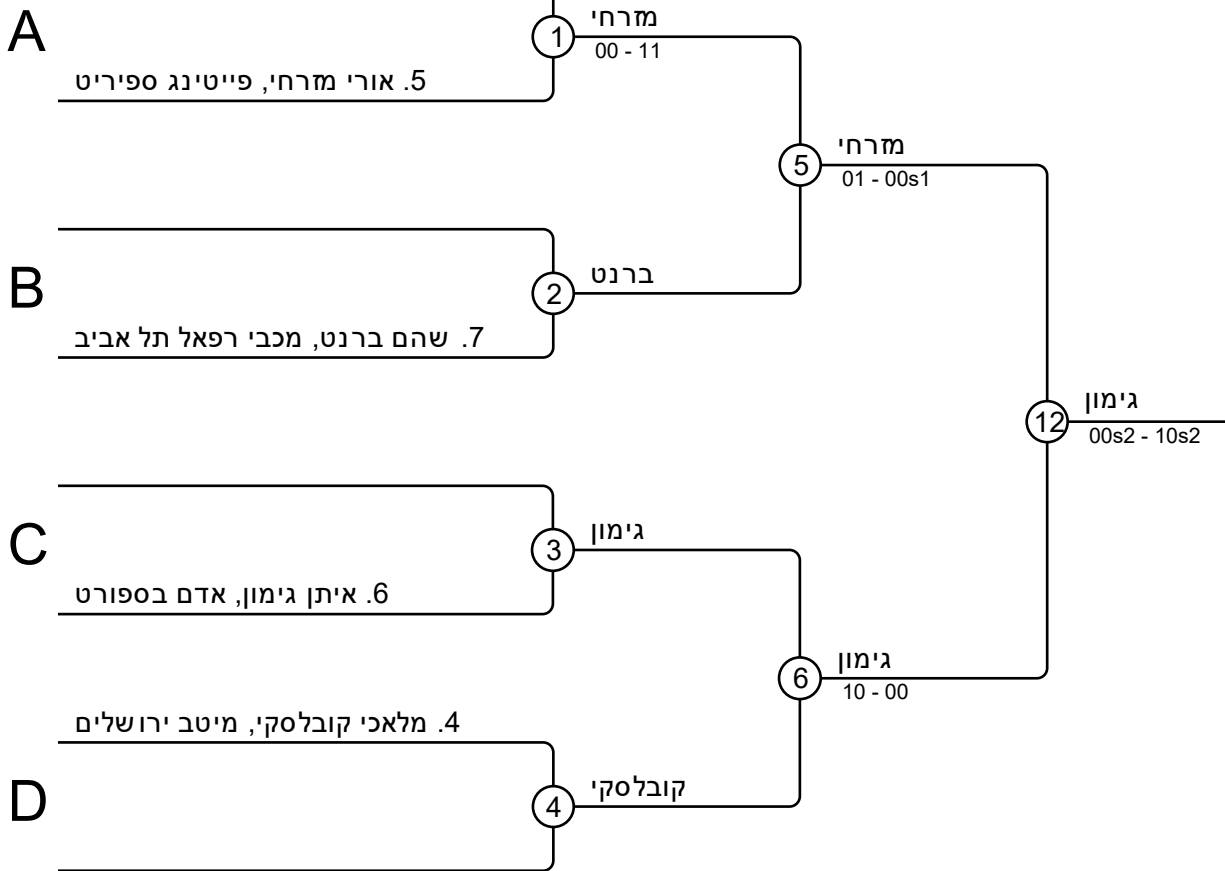 A
1
מזרחי
00 - 11
5. אורי מזרחי, פייטינג ספיריט
5
מזרחי
01 - 00s1
B
2
ברנט
7. שהם ברנט, מכבי רפאל תל אביב
12
גימון
00s2 - 10s2
C
3
גימון
6. איתן גימון, אדם בספורט
6
גימון
10 - 00
4. מלאכי קובלסקי, מיטב ירושלים
D
4
קובלסקי